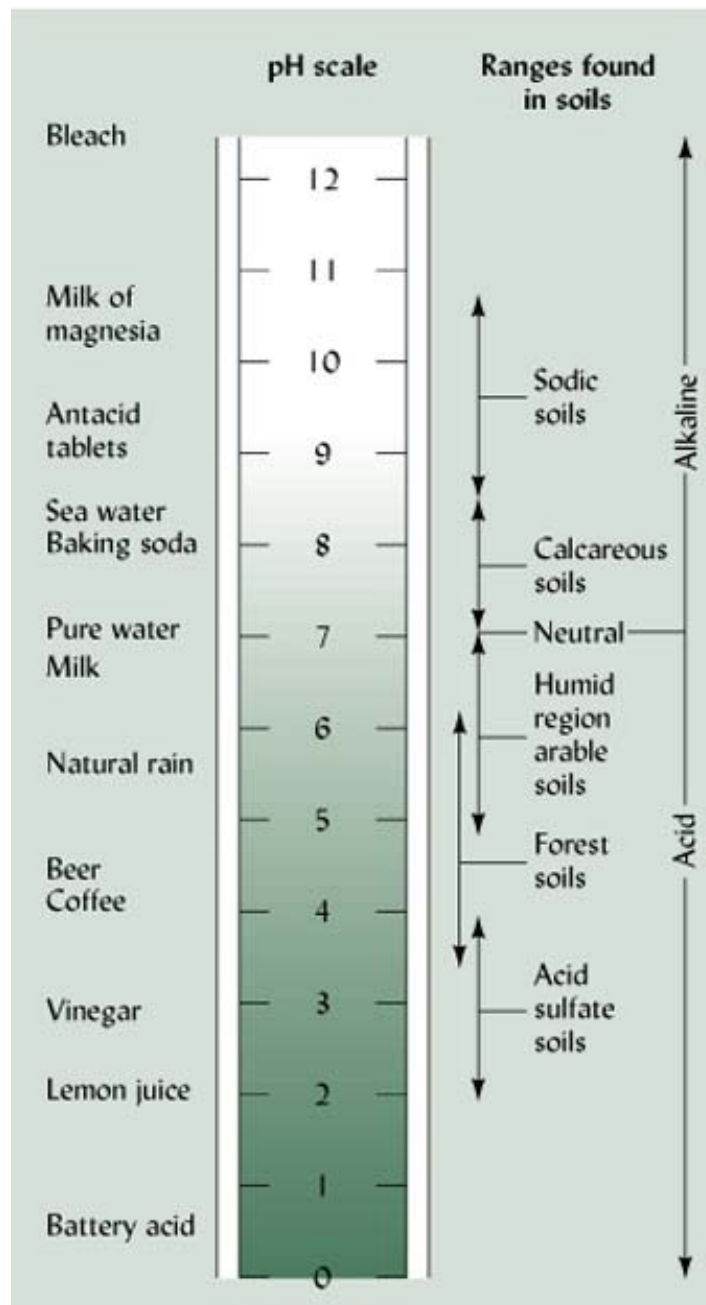 pH scale
Ranges found
in soils
Bleach
Milk of
magnesia
Antacid
tablets
Sea water
Baking soda
Pure water
Milk
Natural rain
Beer
Coffee
Vinegar
Lemon juice
Battery acid
12
11
10
9
8
7
6
5
4
3
2
1
0
Sodic
soils
Calcareous
soils
Neutral
Humid
region
arable
soils
Forest
soils
Acid
sulfate
soils
Alkaline
Acid